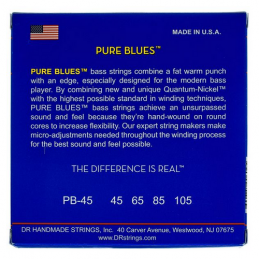 MADE IN U.S.A.
PURE BLUES™
PURE BLUES™ bass strings combine a fat warm punch
with an edge, especially designed for the modern bass
player. By combining new and unique Quantum-Nickel™
with the highest possible standard in winding techniques,
PURE BLUES™ strings achieve an unsurpassed
sound and feel because they're hand-wound on round
cores to increase flexibility. Our expert string makers make
micro-adjustments needed throughout the winding process
for the best sound and feel possible.
THE DIFFERENCE IS REAL™
PB-45 45 65 85 105
DR HANDMADE STRINGS, Inc. 40 Carver Avenue, Westwood, NJ 07675
www.DRstrings.com